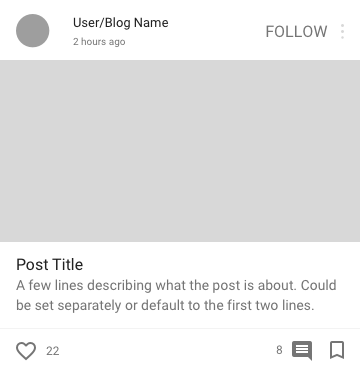 User/Blog Name
2 hours ago
FOLLOW
Post Title
A few lines describing what the post is about. Could
be set separately or default to the first two lines.
22
8